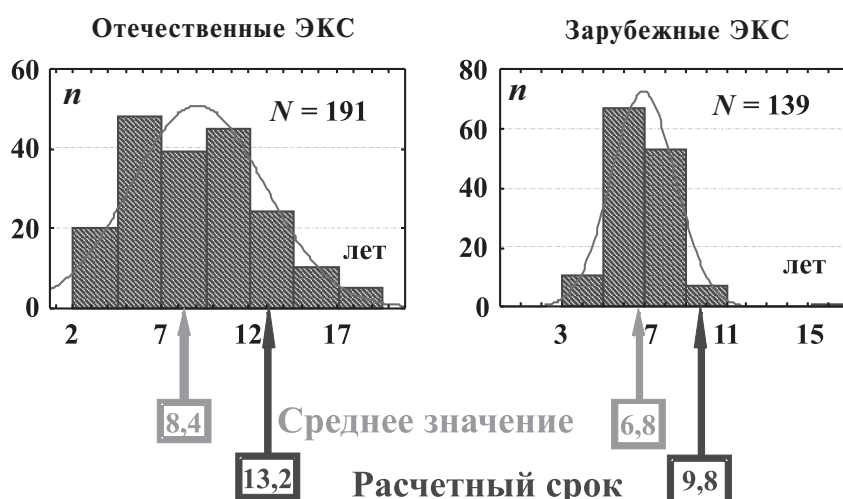 Отечественные ЭКС
60
40
20
0
n
N = 191
лет
2 7 12 17
Зарубежные ЭКС
80
60
40
20
0
n
N = 139
лет
3 7 11 15
8,4 Среднее значение 6,8
13,2 Расчетный срок 9,8